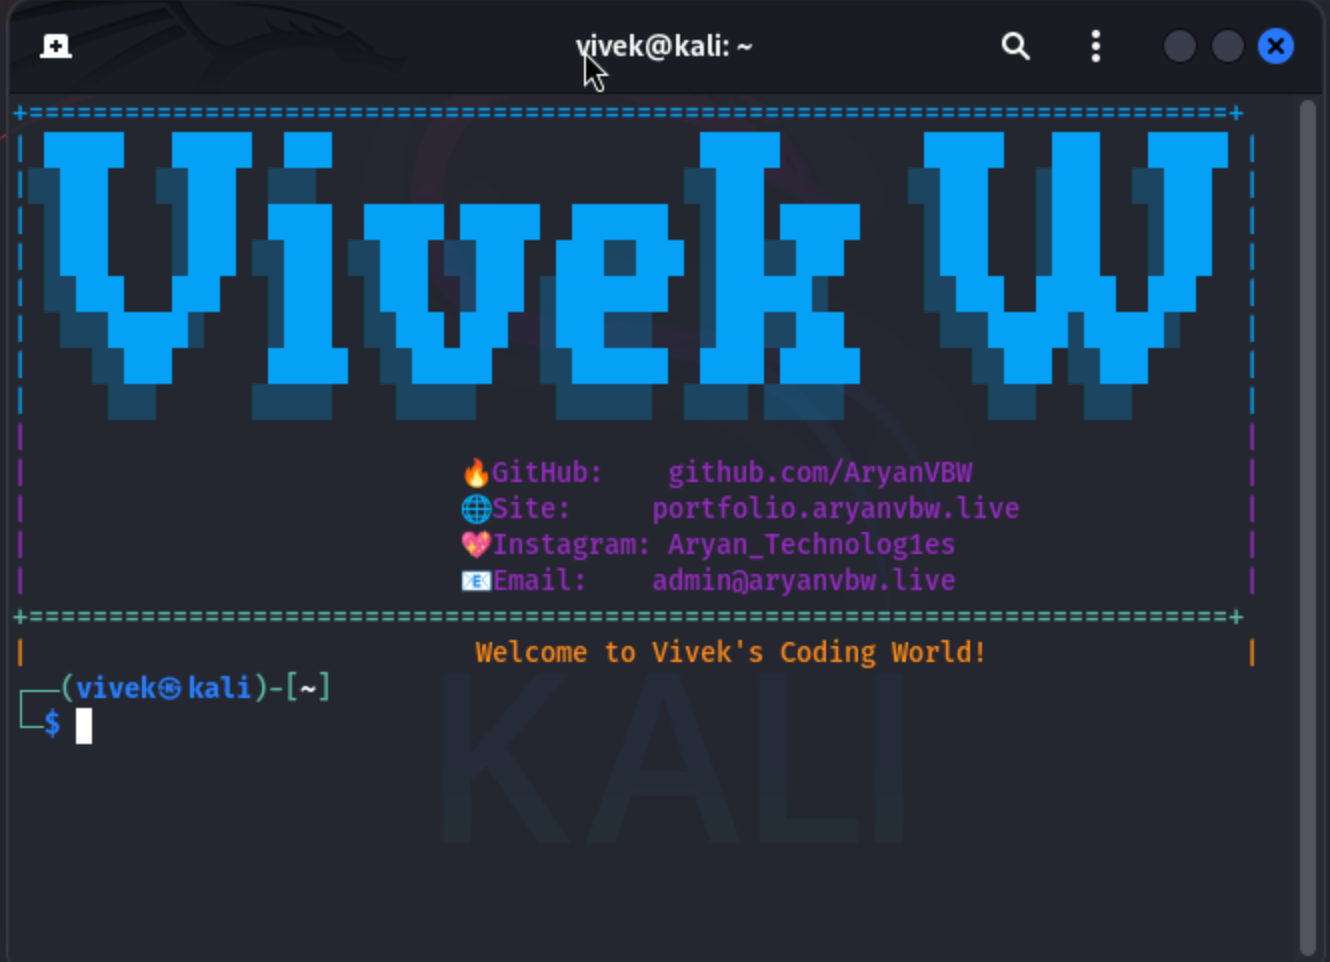 vivek@kali: ~
+===========================================================================+
Vivek W
🔥GitHub: github.com/AryanVBW
🌐Site: portfolio.aryanvbw.live
💖Instagram: Aryan_Technolog1es
📧Email: admin@aryanvbw.live
+===========================================================================+
| Welcome to Vivek's Coding World! |
┌──(vivek㉿kali)-[~]
└─$
KALI